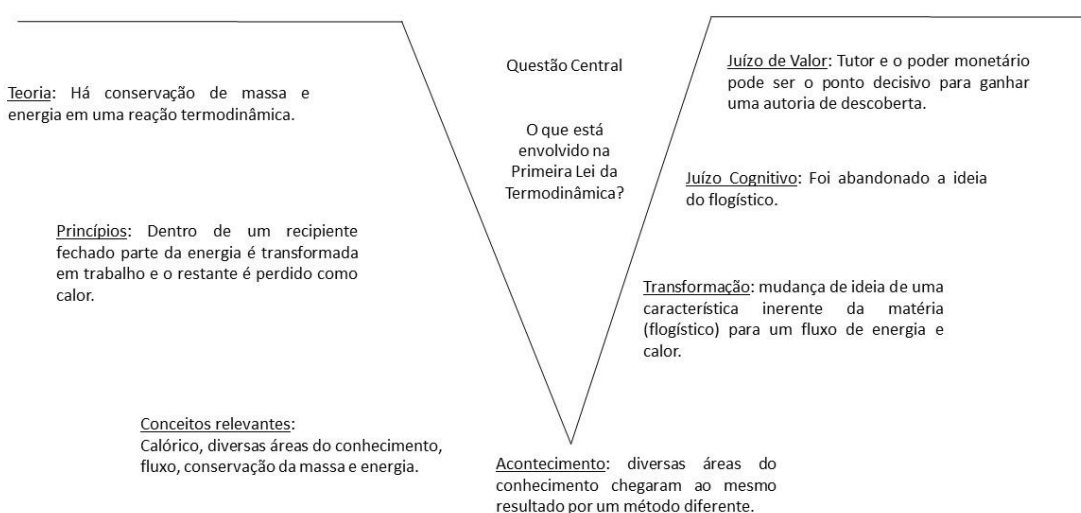 Teoria: Há conservação de massa e
energia em uma reação termodinâmica.
Princípios: Dentro de um recipiente
fechado parte da energia é transformada
em trabalho e o restante é perdido como
calor.
Conceitos relevantes:
Calórico, diversas áreas do conhecimento,
fluxo, conservação da massa e energia.
Questão Central
O que está
envolvido na
Primeira Lei da
Termodinâmica?
Juízo de Valor: Tutor e o poder monetário
pode ser o ponto decisivo para ganhar
uma autoria de descoberta.
Juízo Cognitivo: Foi abandonado a ideia
do flogístico.
Transformação: mudança de ideia de uma
característica inerente da matéria
(flogístico) para um fluxo de energia e
calor.
Acontecimento: diversas áreas do
conhecimento chegaram ao mesmo
resultado por um método diferente.